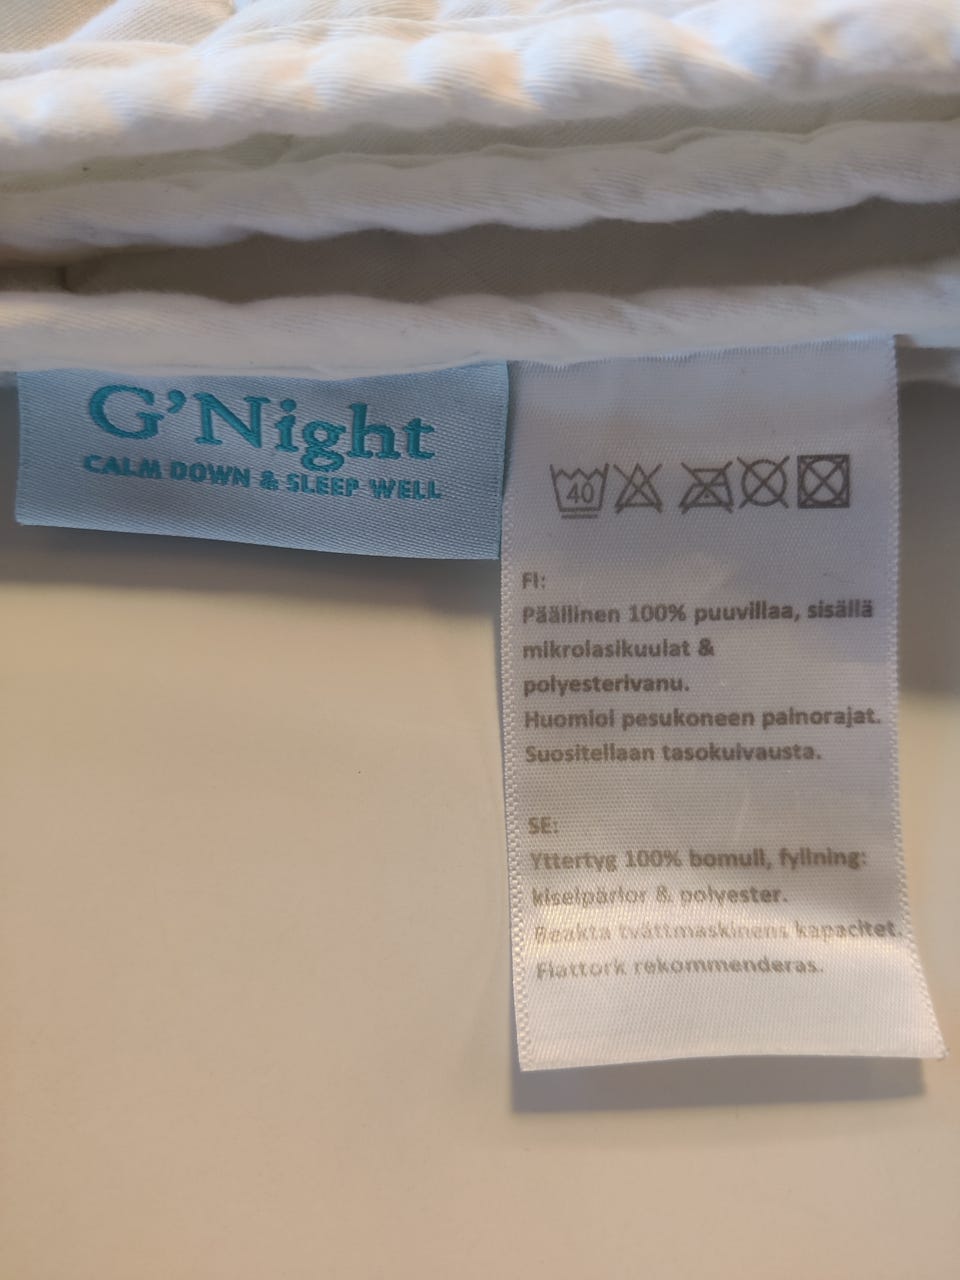 G'Night
CALM DOWN & SLEEP WELL
40
FI:
Päällinen 100% puuvillaa, sisällä
mikrolasikuulat &
polyesterivanu.
Huomioi pesukoneen painorajat.
Suositellaan tasokuivausta.
SE:
Yttertyg 100% bomull, fyllning:
kiselpärlor & polyester.
Beakta tvättmaskinens kapacitet.
Flattork rekommenderas.